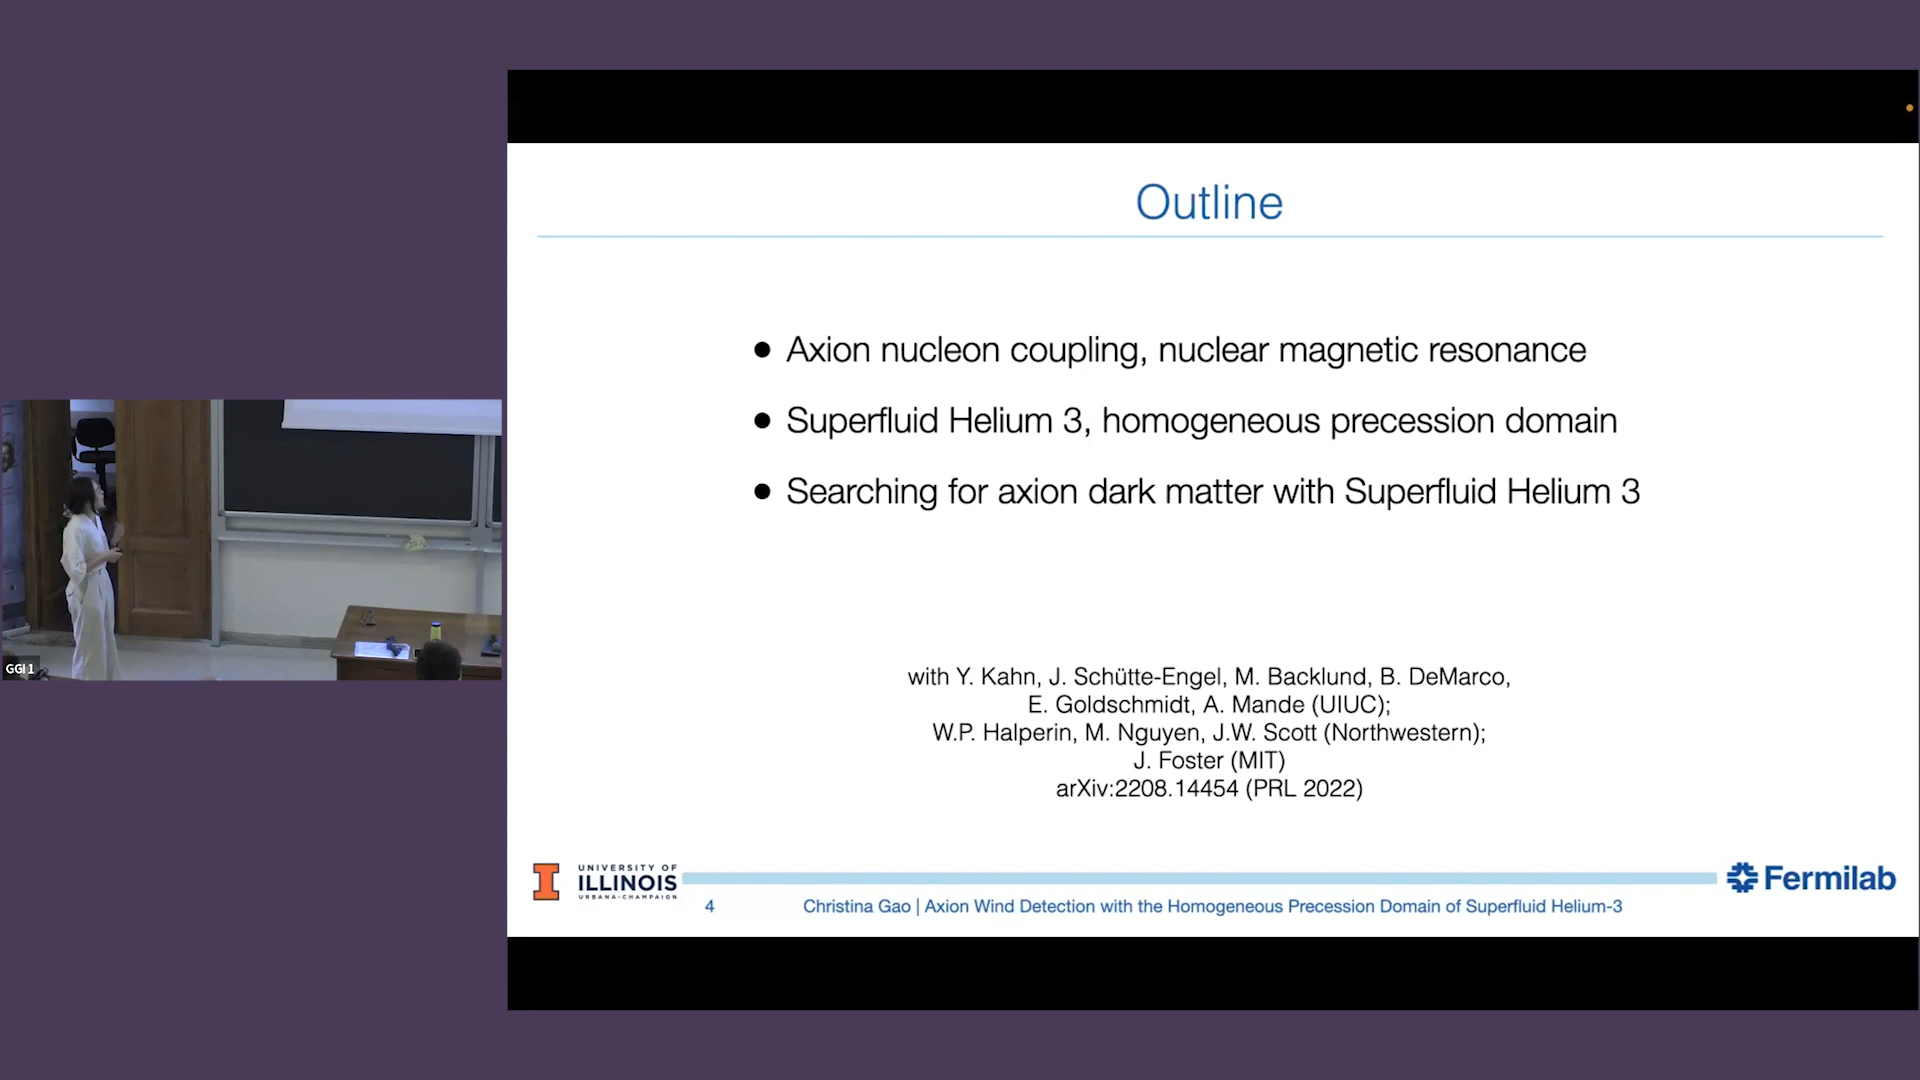 Outline
● Axion nucleon coupling, nuclear magnetic resonance
● Superfluid Helium 3, homogeneous precession domain
● Searching for axion dark matter with Superfluid Helium 3
with Y. Kahn, J. Schütte-Engel, M. Backlund, B. DeMarco,
E. Goldschmidt, A. Mande (UIUC);
W.P. Halperin, M. Nguyen, J.W. Scott (Northwestern);
J. Foster (MIT)
arXiv:2208.14454 (PRL 2022)
UNIVERSITY OF
ILLINOIS
URBANA-CHAMPAIGN
Fermilab
4
Christina Gao | Axion Wind Detection with the Homogeneous Precession Domain of Superfluid Helium-3
GGI 1